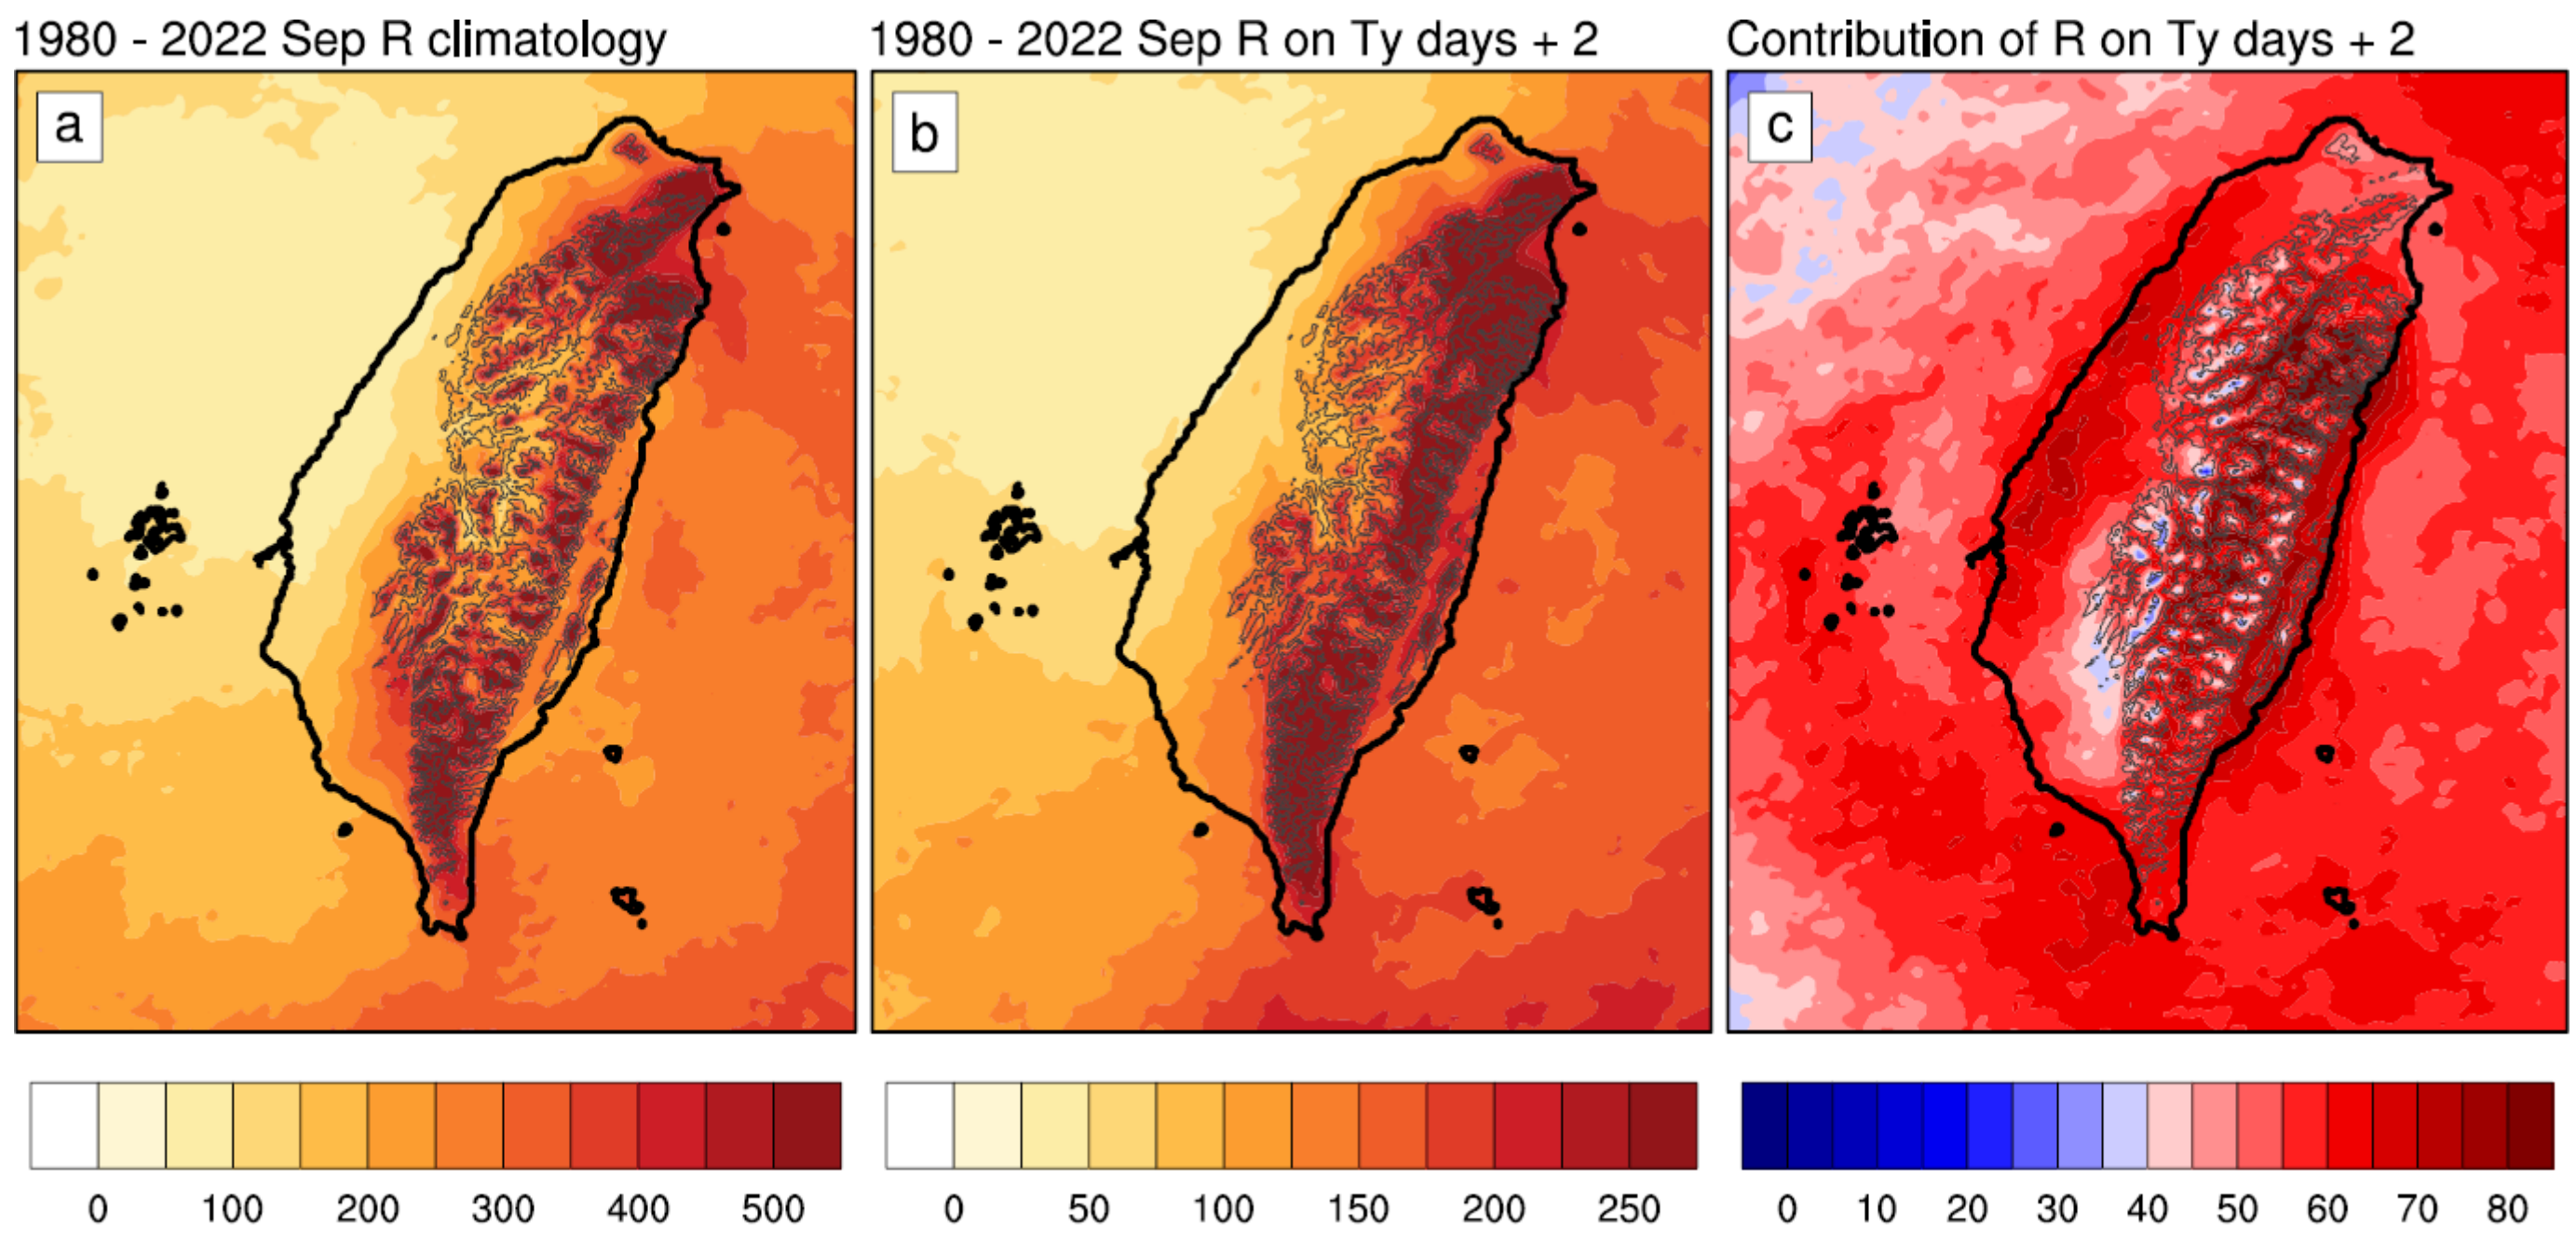 1980 - 2022 Sep R climatology
1980 - 2022 Sep R on Ty days + 2
Contribution of R on Ty days + 2
a
b
c
0 100 200 300 400 500
0 50 100 150 200 250
0 10 20 30 40 50 60 70 80